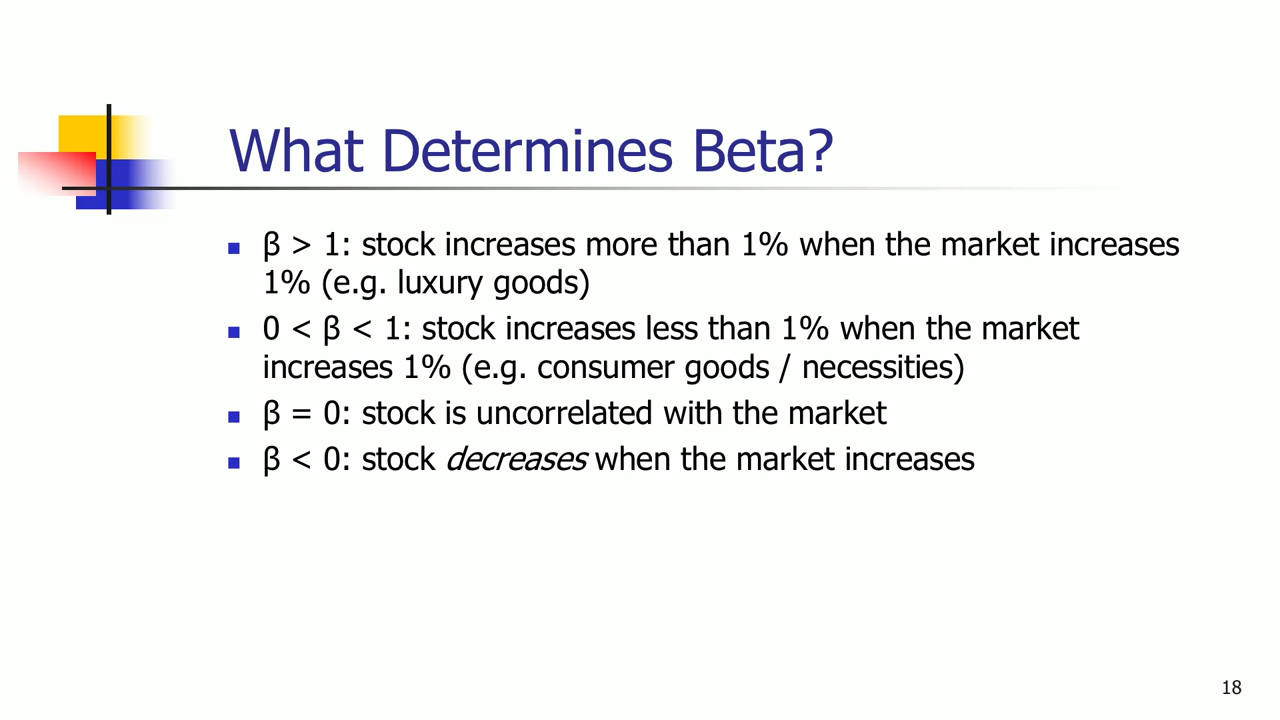 What Determines Beta?
β > 1: stock increases more than 1% when the market increases
1% (e.g. luxury goods)
0 < β < 1: stock increases less than 1% when the market
increases 1% (e.g. consumer goods / necessities)
β = 0: stock is uncorrelated with the market
β < 0: stock decreases when the market increases
18